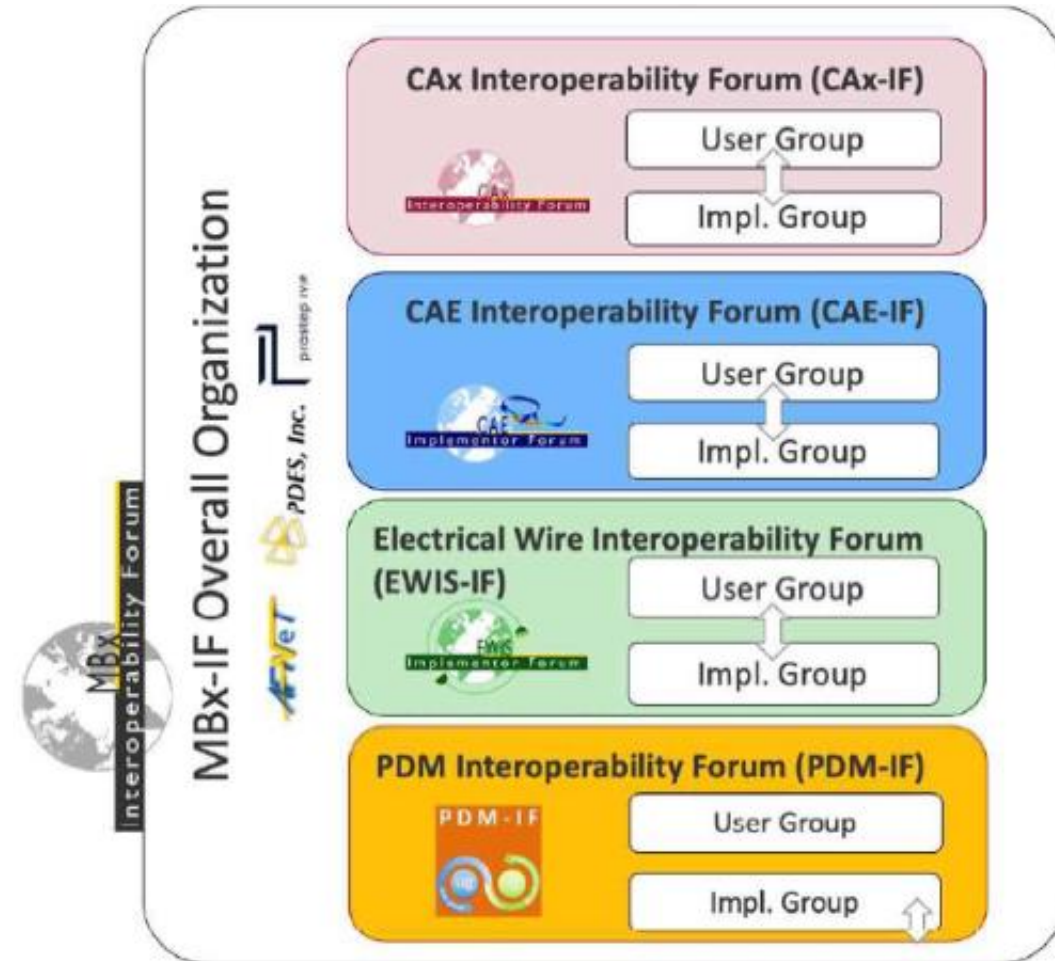 MBx
Interoperability Forum
MBx-IF Overall Organization
AFNeT
PDES, Inc.
prostep ivip
CAx Interoperability Forum (CAx-IF)
CAx
Interoperability Forum
User Group
Impl. Group
CAE Interoperability Forum (CAE-IF)
CAE
Implementor Forum
User Group
Impl. Group
Electrical Wire Interoperability Forum
(EWIS-IF)
EWIS
Implementor Forum
User Group
Impl. Group
PDM Interoperability Forum (PDM-IF)
PDM-IF
User Group
Impl. Group